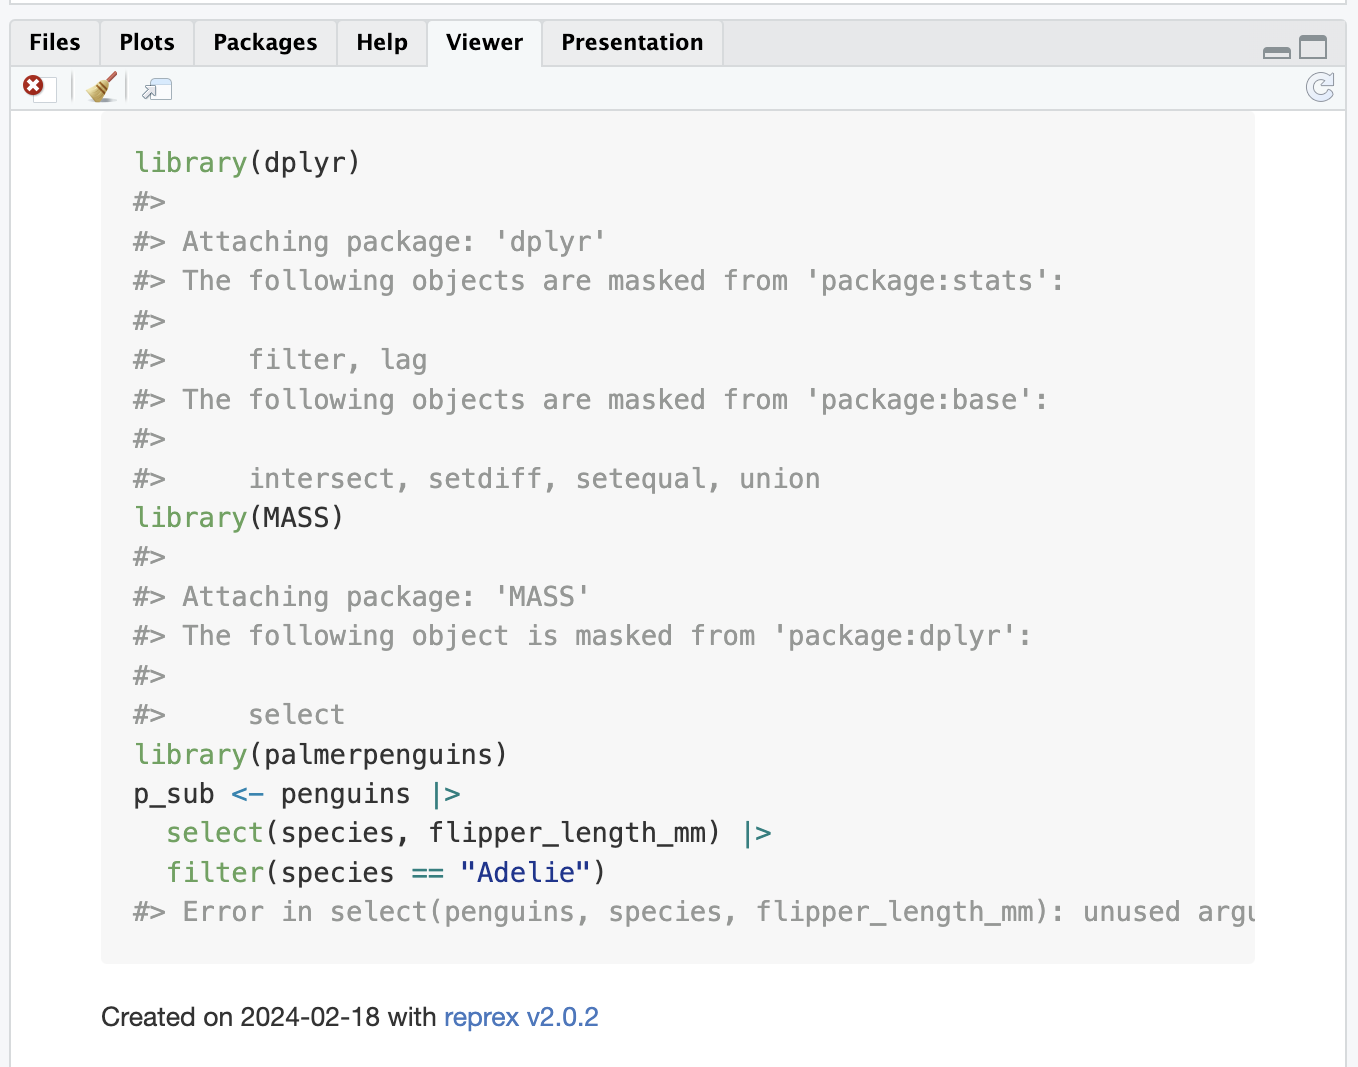 Files Plots Packages Help Viewer Presentation
library(dplyr)
#>
#> Attaching package: 'dplyr'
#> The following objects are masked from 'package:stats':
#>
#>     filter, lag
#> The following objects are masked from 'package:base':
#>
#>     intersect, setdiff, setequal, union
library(MASS)
#>
#> Attaching package: 'MASS'
#> The following object is masked from 'package:dplyr':
#>
#>     select
library(palmerpenguins)
p_sub <- penguins |>
  select(species, flipper_length_mm) |>
  filter(species == "Adelie")
#> Error in select(penguins, species, flipper_length_mm): unused argu
Created on 2024-02-18 with reprex v2.0.2